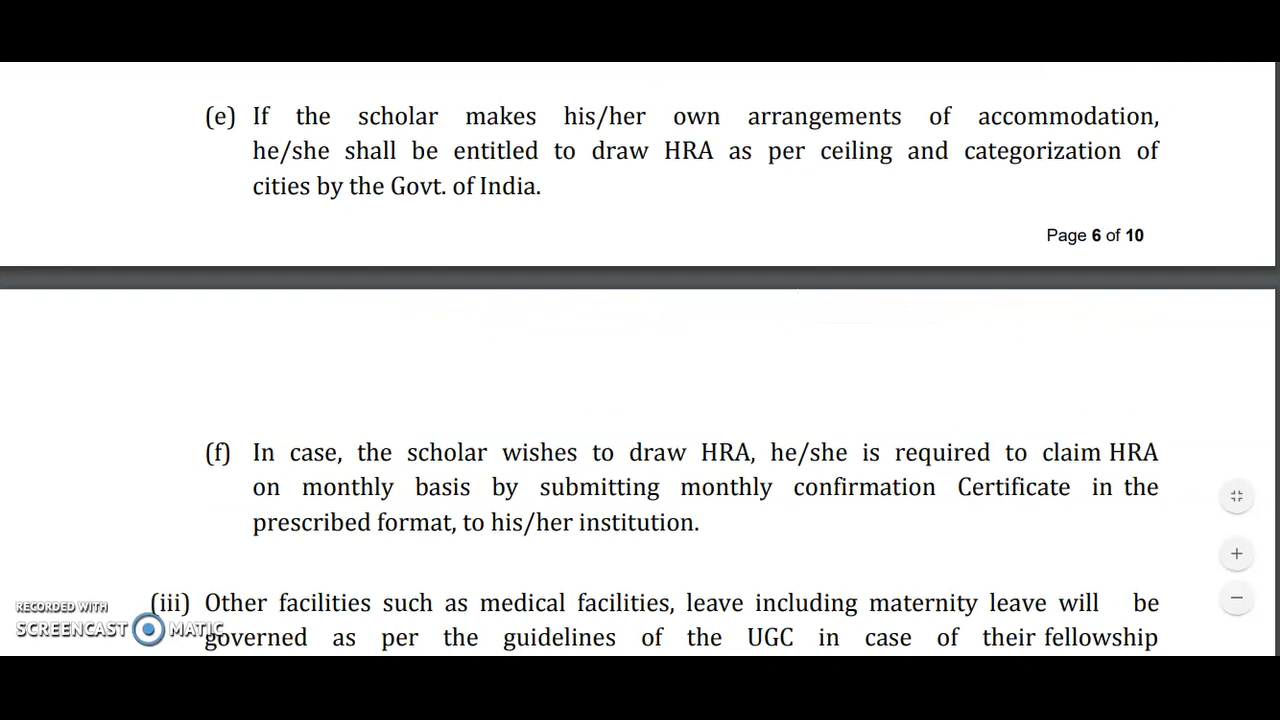 (e) If the scholar makes his/her own arrangements of accommodation,
he/she shall be entitled to draw HRA as per ceiling and categorization of
cities by the Govt. of India.
Page 6 of 10
(f) In case, the scholar wishes to draw HRA, he/she is required to claim HRA
on monthly basis by submitting monthly confirmation Certificate in the
prescribed format, to his/her institution.
(iii) Other facilities such as medical facilities, leave including maternity leave will be
governed as per the guidelines of the UGC in case of their fellowship
RECORDED WITH
SCREENCAST MATIC